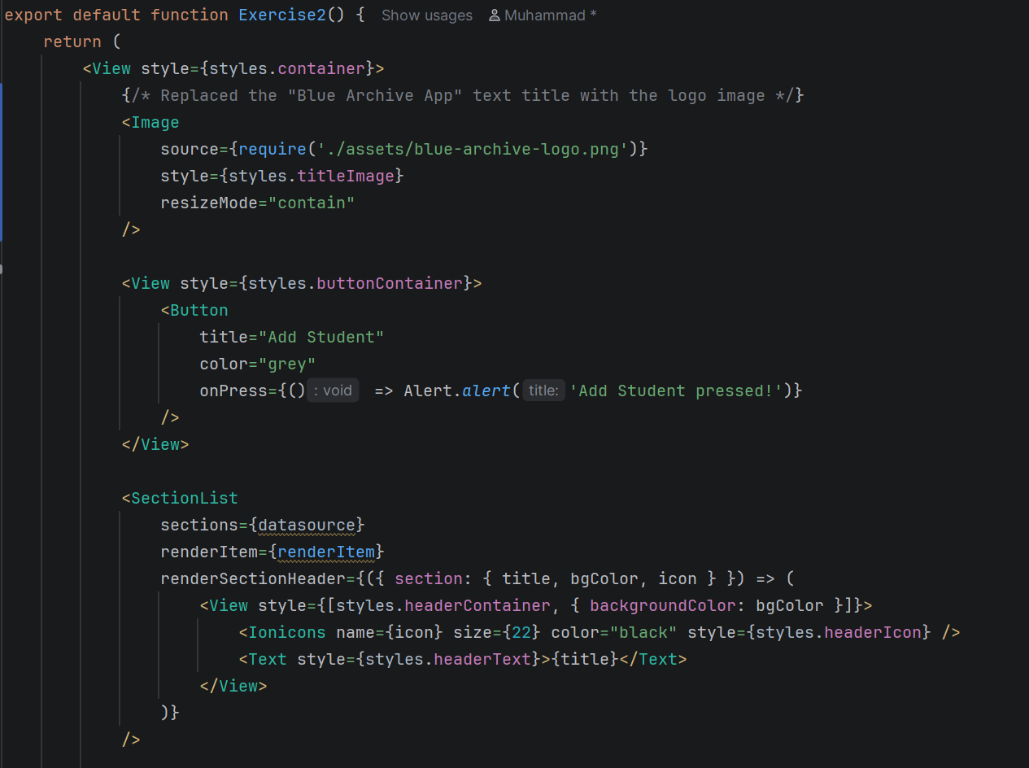 export default function Exercise2() {  Show usages  Muhammad *
    return (
        <View style={styles.container}>
            {/* Replaced the "Blue Archive App" text title with the logo image */}
            <Image
                source={require('./assets/blue-archive-logo.png')}
                style={styles.titleImage}
                resizeMode="contain"
            />

            <View style={styles.buttonContainer}>
                <Button
                    title="Add Student"
                    color="grey"
                    onPress={() : void  => Alert.alert( title: 'Add Student pressed!')}
                />
            </View>

            <SectionList
                sections={datasource}
                renderItem={renderItem}
                renderSectionHeader={({ section: { title, bgColor, icon } }) => (
                    <View style={[styles.headerContainer, { backgroundColor: bgColor }]}>
                        <Ionicons name={icon} size={22} color="black" style={styles.headerIcon} />
                        <Text style={styles.headerText}>{title}</Text>
                    </View>
                )}
            />